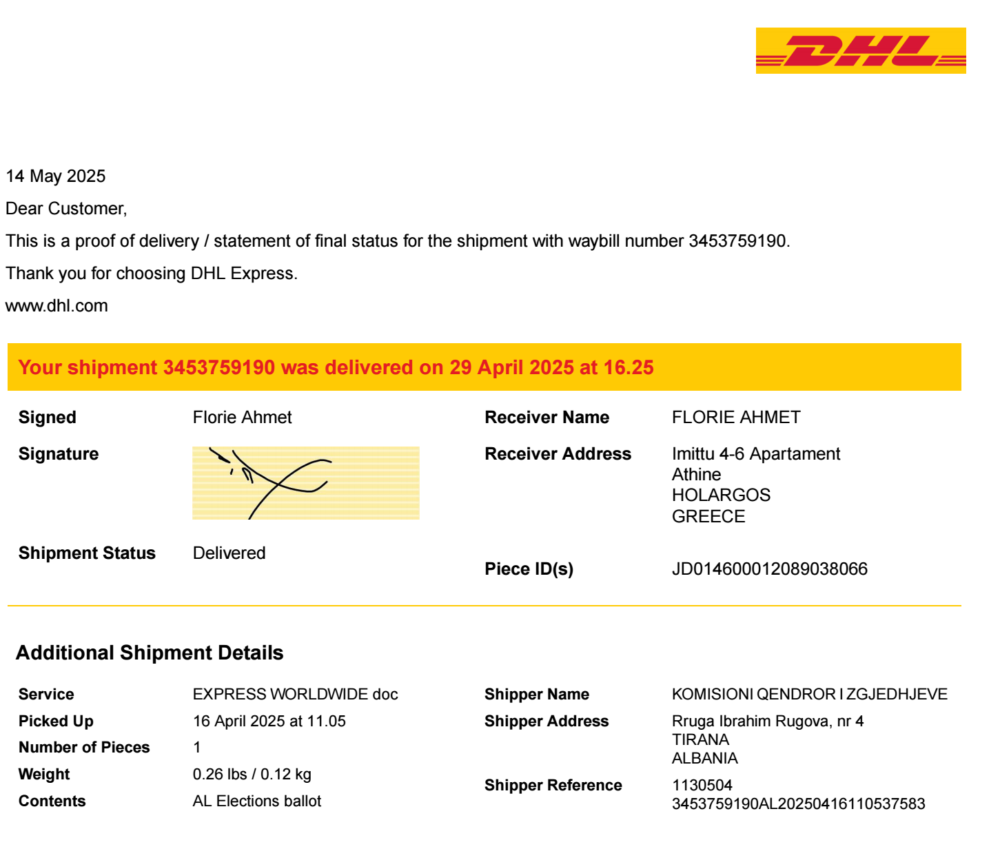 DHL
14 May 2025
Dear Customer,
This is a proof of delivery / statement of final status for the shipment with waybill number 3453759190.
Thank you for choosing DHL Express.
www.dhl.com
Your shipment 3453759190 was delivered on 29 April 2025 at 16.25
Signed Florie Ahmet
Signature
Shipment Status Delivered
Receiver Name FLORIE AHMET
Receiver Address Imittu 4-6 Apartament
Athine
HOLARGOS
GREECE
Piece ID(s) JD014600012089038066
Additional Shipment Details
Service EXPRESS WORLDWIDE doc
Picked Up 16 April 2025 at 11.05
Number of Pieces 1
Weight 0.26 lbs / 0.12 kg
Contents AL Elections ballot
Shipper Name KOMISIONI QENDROR I ZGJEDHJEVE
Shipper Address Rruga Ibrahim Rugova, nr 4
TIRANA
ALBANIA
Shipper Reference 1130504
3453759190AL20250416110537583